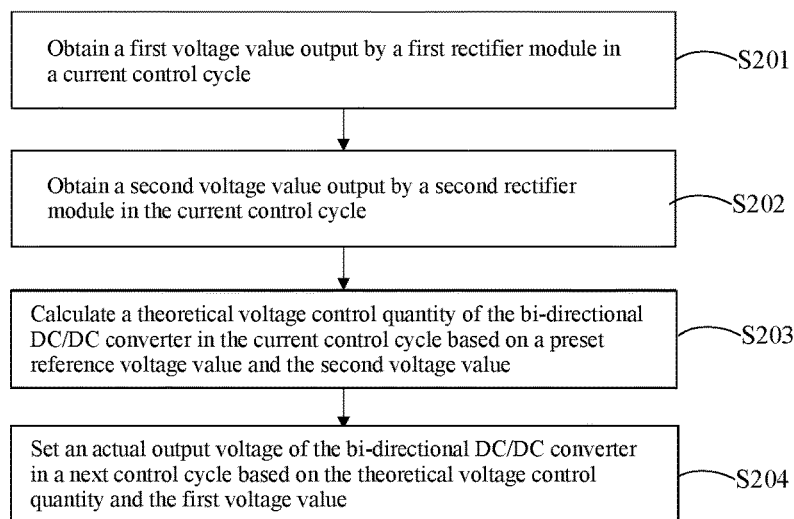 Obtain a first voltage value output by a first rectifier module in
a current control cycle
S201
Obtain a second voltage value output by a second rectifier
module in the current control cycle
S202
Calculate a theoretical voltage control quantity of the bi-directional
DC/DC converter in the current control cycle based on a preset
reference voltage value and the second voltage value
S203
Set an actual output voltage of the bi-directional DC/DC converter
in a next control cycle based on the theoretical voltage control
quantity and the first voltage value
S204